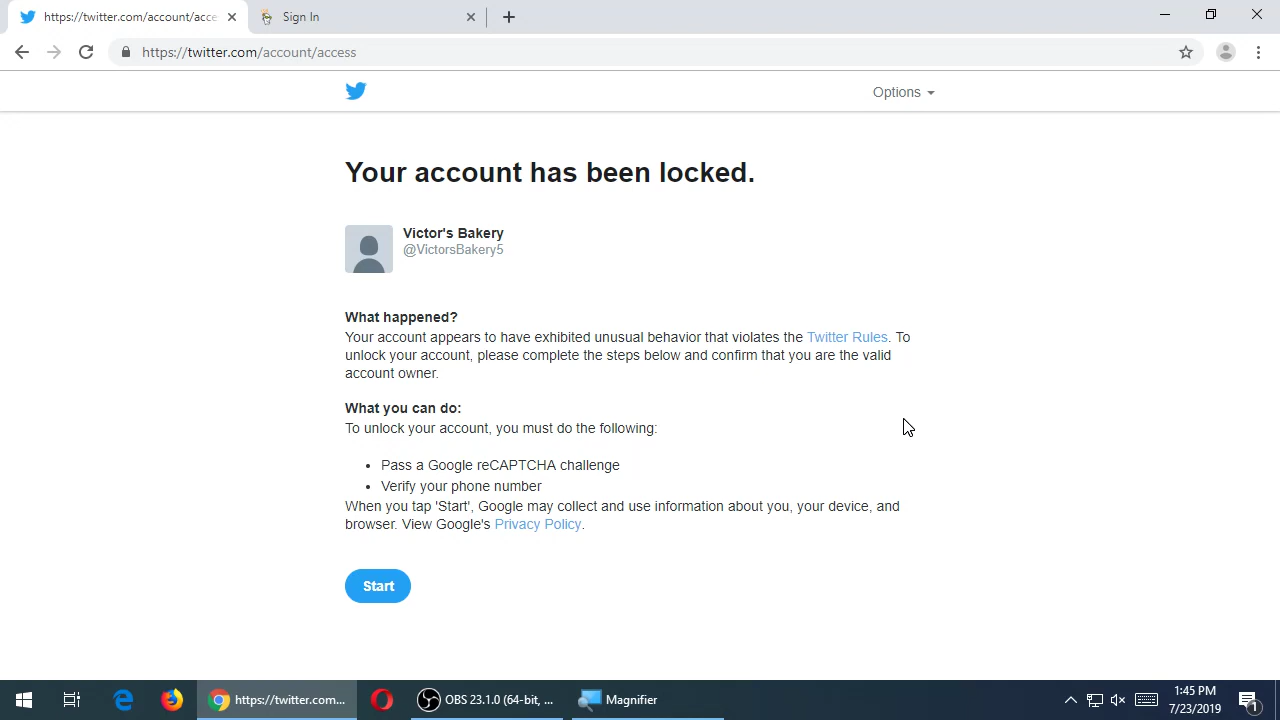 https://twitter.com/account/acce
Sign In
https://twitter.com/account/access
Options
Your account has been locked.
Victor's Bakery
@VictorsBakery5
What happened?
Your account appears to have exhibited unusual behavior that violates the Twitter Rules. To
unlock your account, please complete the steps below and confirm that you are the valid
account owner.
What you can do:
To unlock your account, you must do the following:
• Pass a Google reCAPTCHA challenge
• Verify your phone number
When you tap 'Start', Google may collect and use information about you, your device, and
browser. View Google's Privacy Policy.
Start
https://twitter.com...
OBS 23.1.0 (64-bit, ...
Magnifier
1:45 PM
7/23/2019
1